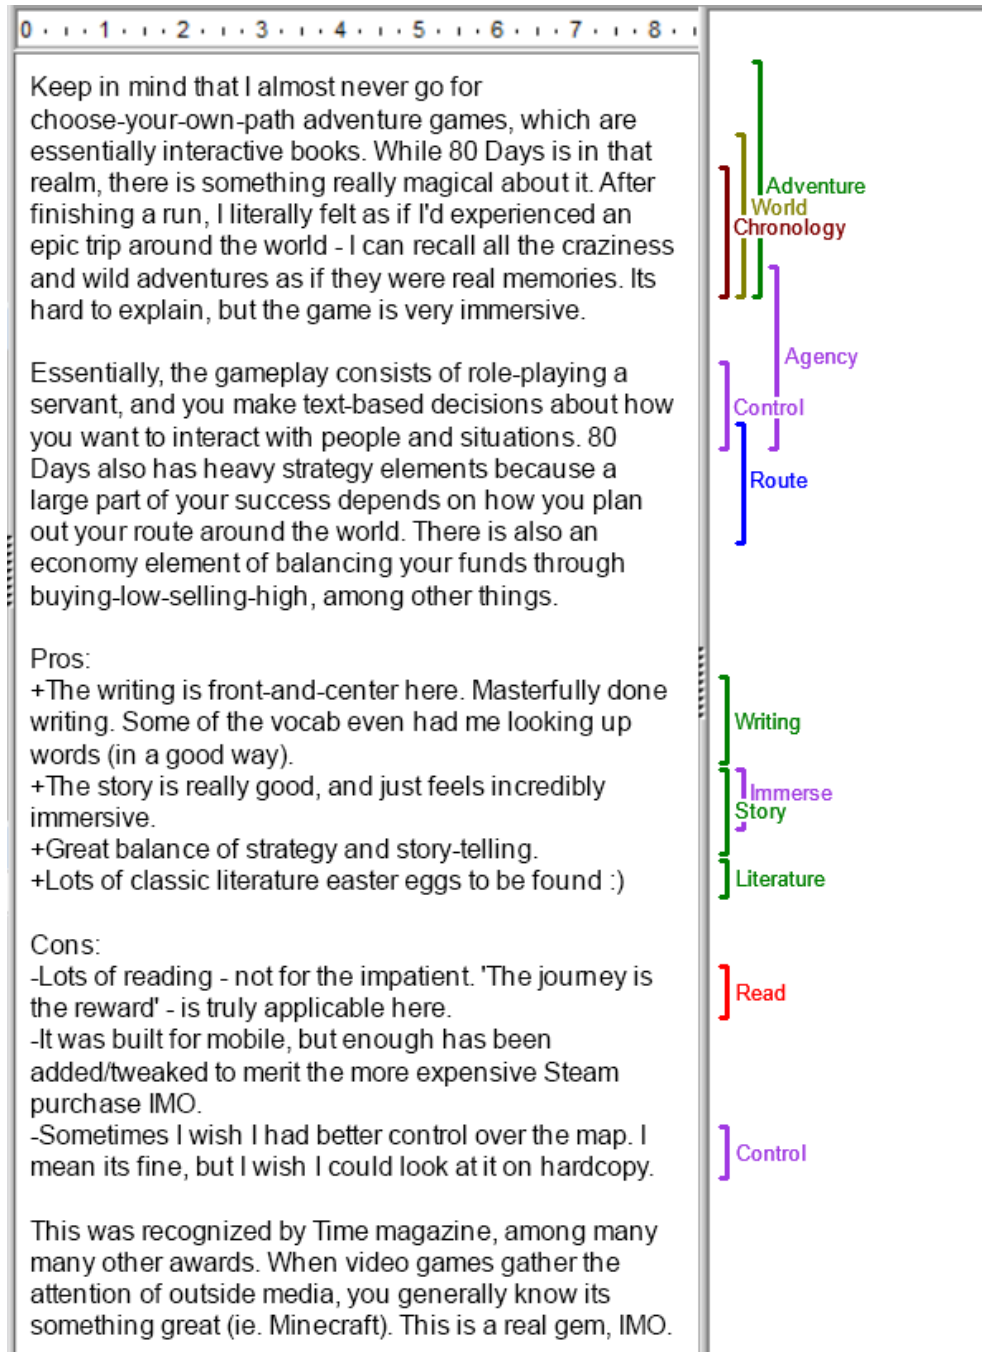 0 1 2 3 4 5 6 7 8
Keep in mind that I almost never go for
choose-your-own-path adventure games, which are
essentially interactive books. While 80 Days is in that
realm, there is something really magical about it. After
finishing a run, I literally felt as if I'd experienced an
epic trip around the world - I can recall all the craziness
and wild adventures as if they were real memories. Its
hard to explain, but the game is very immersive.
Essentially, the gameplay consists of role-playing a
servant, and you make text-based decisions about how
you want to interact with people and situations. 80
Days also has heavy strategy elements because a
large part of your success depends on how you plan
out your route around the world. There is also an
economy element of balancing your funds through
buying-low-selling-high, among other things.
Pros:
+The writing is front-and-center here. Masterfully done
writing. Some of the vocab even had me looking up
words (in a good way).
+The story is really good, and just feels incredibly
immersive.
+Great balance of strategy and story-telling.
+Lots of classic literature easter eggs to be found :)
Cons:
-Lots of reading - not for the impatient. 'The journey is
the reward' - is truly applicable here.
-It was built for mobile, but enough has been
added/tweaked to merit the more expensive Steam
purchase IMO.
-Sometimes I wish I had better control over the map. I
mean its fine, but I wish I could look at it on hardcopy.
This was recognized by Time magazine, among many
many other awards. When video games gather the
attention of outside media, you generally know its
something great (ie. Minecraft). This is a real gem, IMO.
Adventure
World
Chronology
Agency
Control
Route
Writing
Immerse
Story
Literature
Read
Control